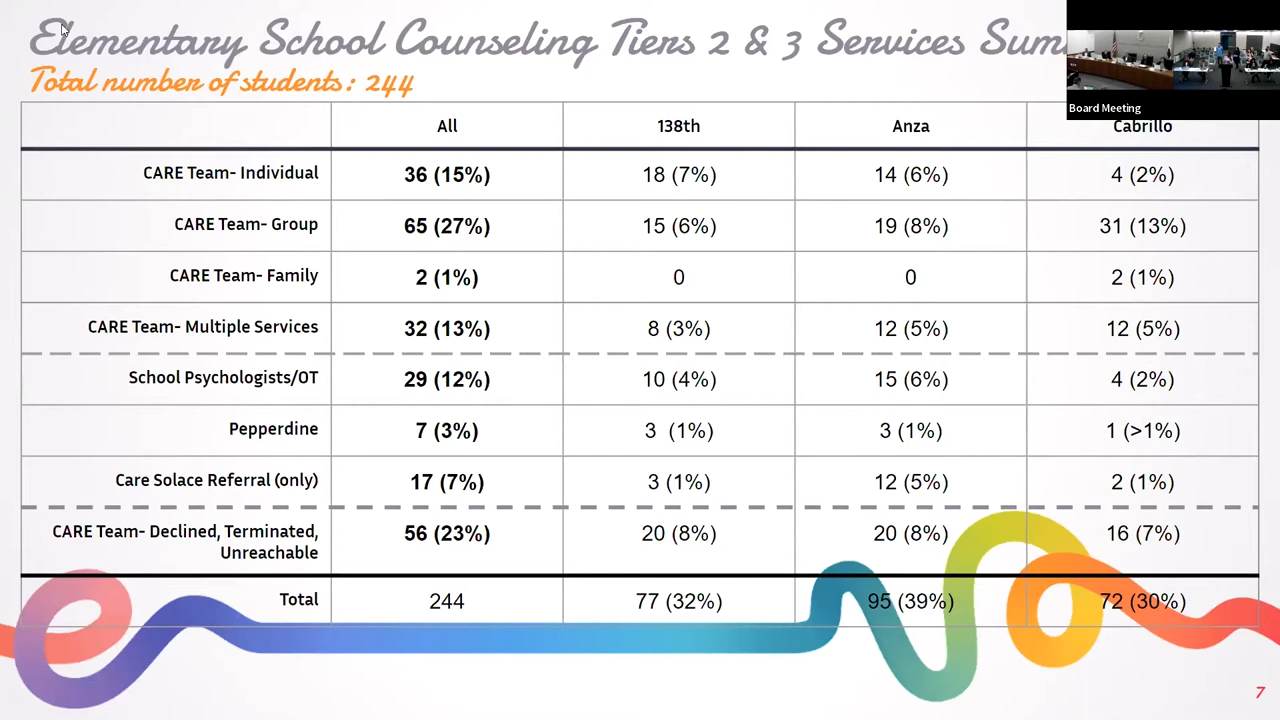 Elementary School Counseling Tiers 2 & 3 Services
Total number of students: 244
Board Meeting
All 138th Anza Cabrillo
CARE Team- Individual 36 (15%) 18 (7%) 14 (6%) 4 (2%)
CARE Team- Group 65 (27%) 15 (6%) 19 (8%) 31 (13%)
CARE Team- Family 2 (1%) 0 0 2 (1%)
CARE Team- Multiple Services 32 (13%) 8 (3%) 12 (5%) 12 (5%)
School Psychologists/OT 29 (12%) 10 (4%) 15 (6%) 4 (2%)
Pepperdine 7 (3%) 3 (1%) 3 (1%) 1 (>1%)
Care Solace Referral (only) 17 (7%) 3 (1%) 12 (5%) 2 (1%)
CARE Team- Declined, Terminated,
Unreachable 56 (23%) 20 (8%) 20 (8%) 16 (7%)
Total 244 77 (32%) 95 (39%) 72 (30%)
7